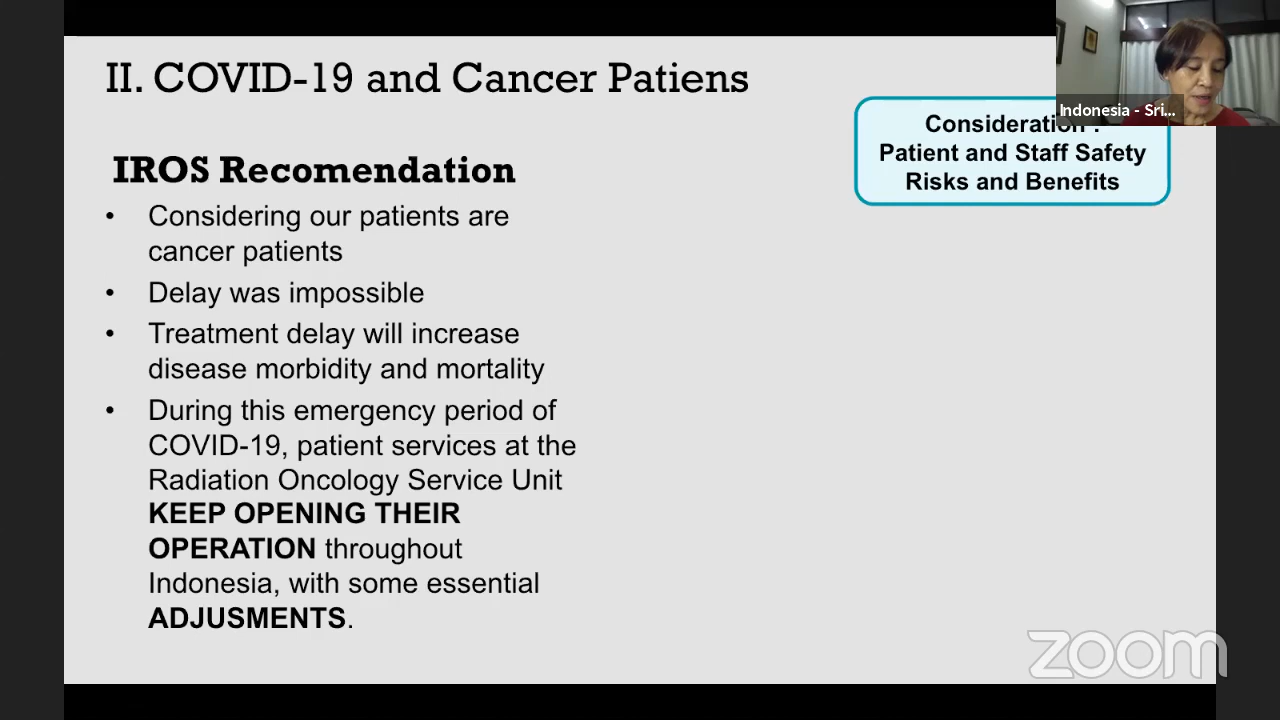 II. COVID-19 and Cancer Patiens
Indonesia - Sri...
Consideration :
Patient and Staff Safety
Risks and Benefits
IROS Recomendation
• Considering our patients are
cancer patients
• Delay was impossible
• Treatment delay will increase
disease morbidity and mortality
• During this emergency period of
COVID-19, patient services at the
Radiation Oncology Service Unit
KEEP OPENING THEIR
OPERATION throughout
Indonesia, with some essential
ADJUSMENTS.
zoom